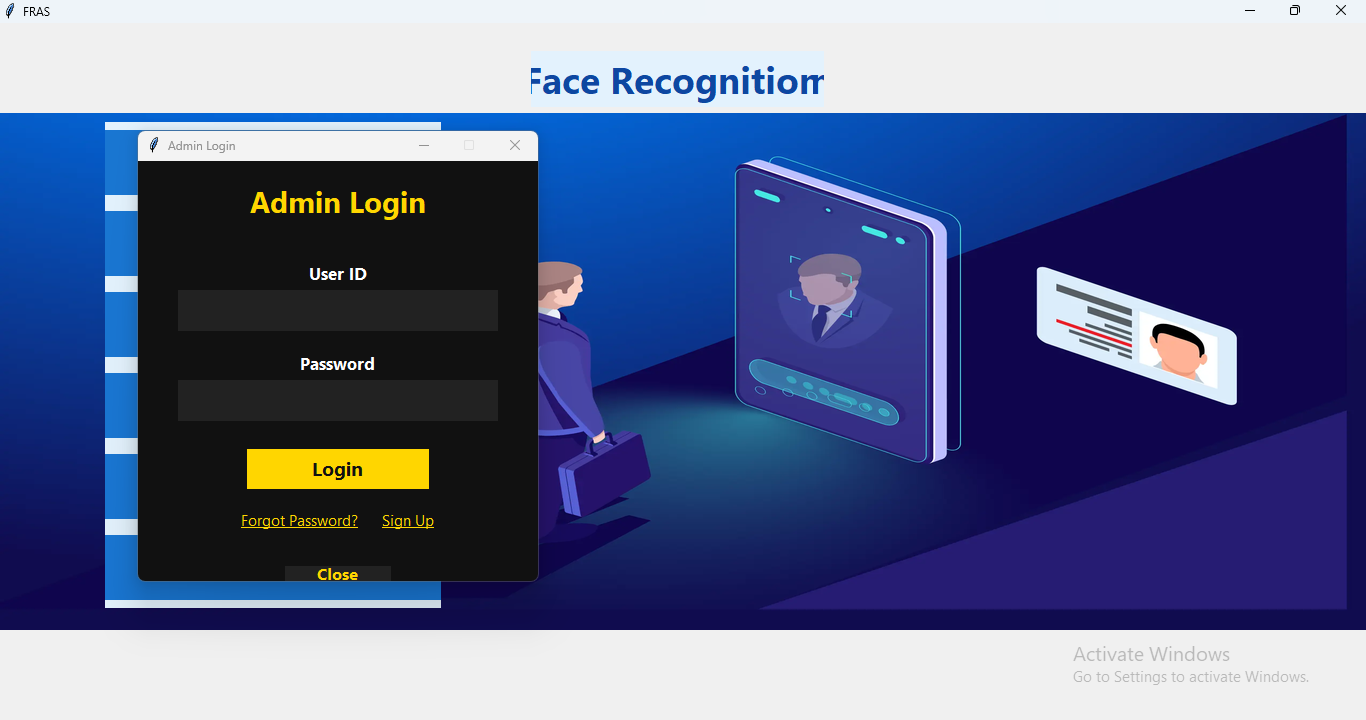 FRAS
Face Recognition
Admin Login
Admin Login
User ID
Password
Login
Forgot Password? Sign Up
Close
Activate Windows
Go to Settings to activate Windows.